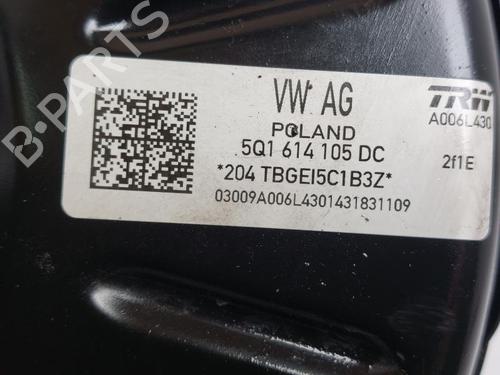 VW AG
TRW
POLAND
A006L430
5Q1 614 105 DC
2f1E
*204 TBGEI5C1B3Z*
03009A006L4301431831109
B-PARTS